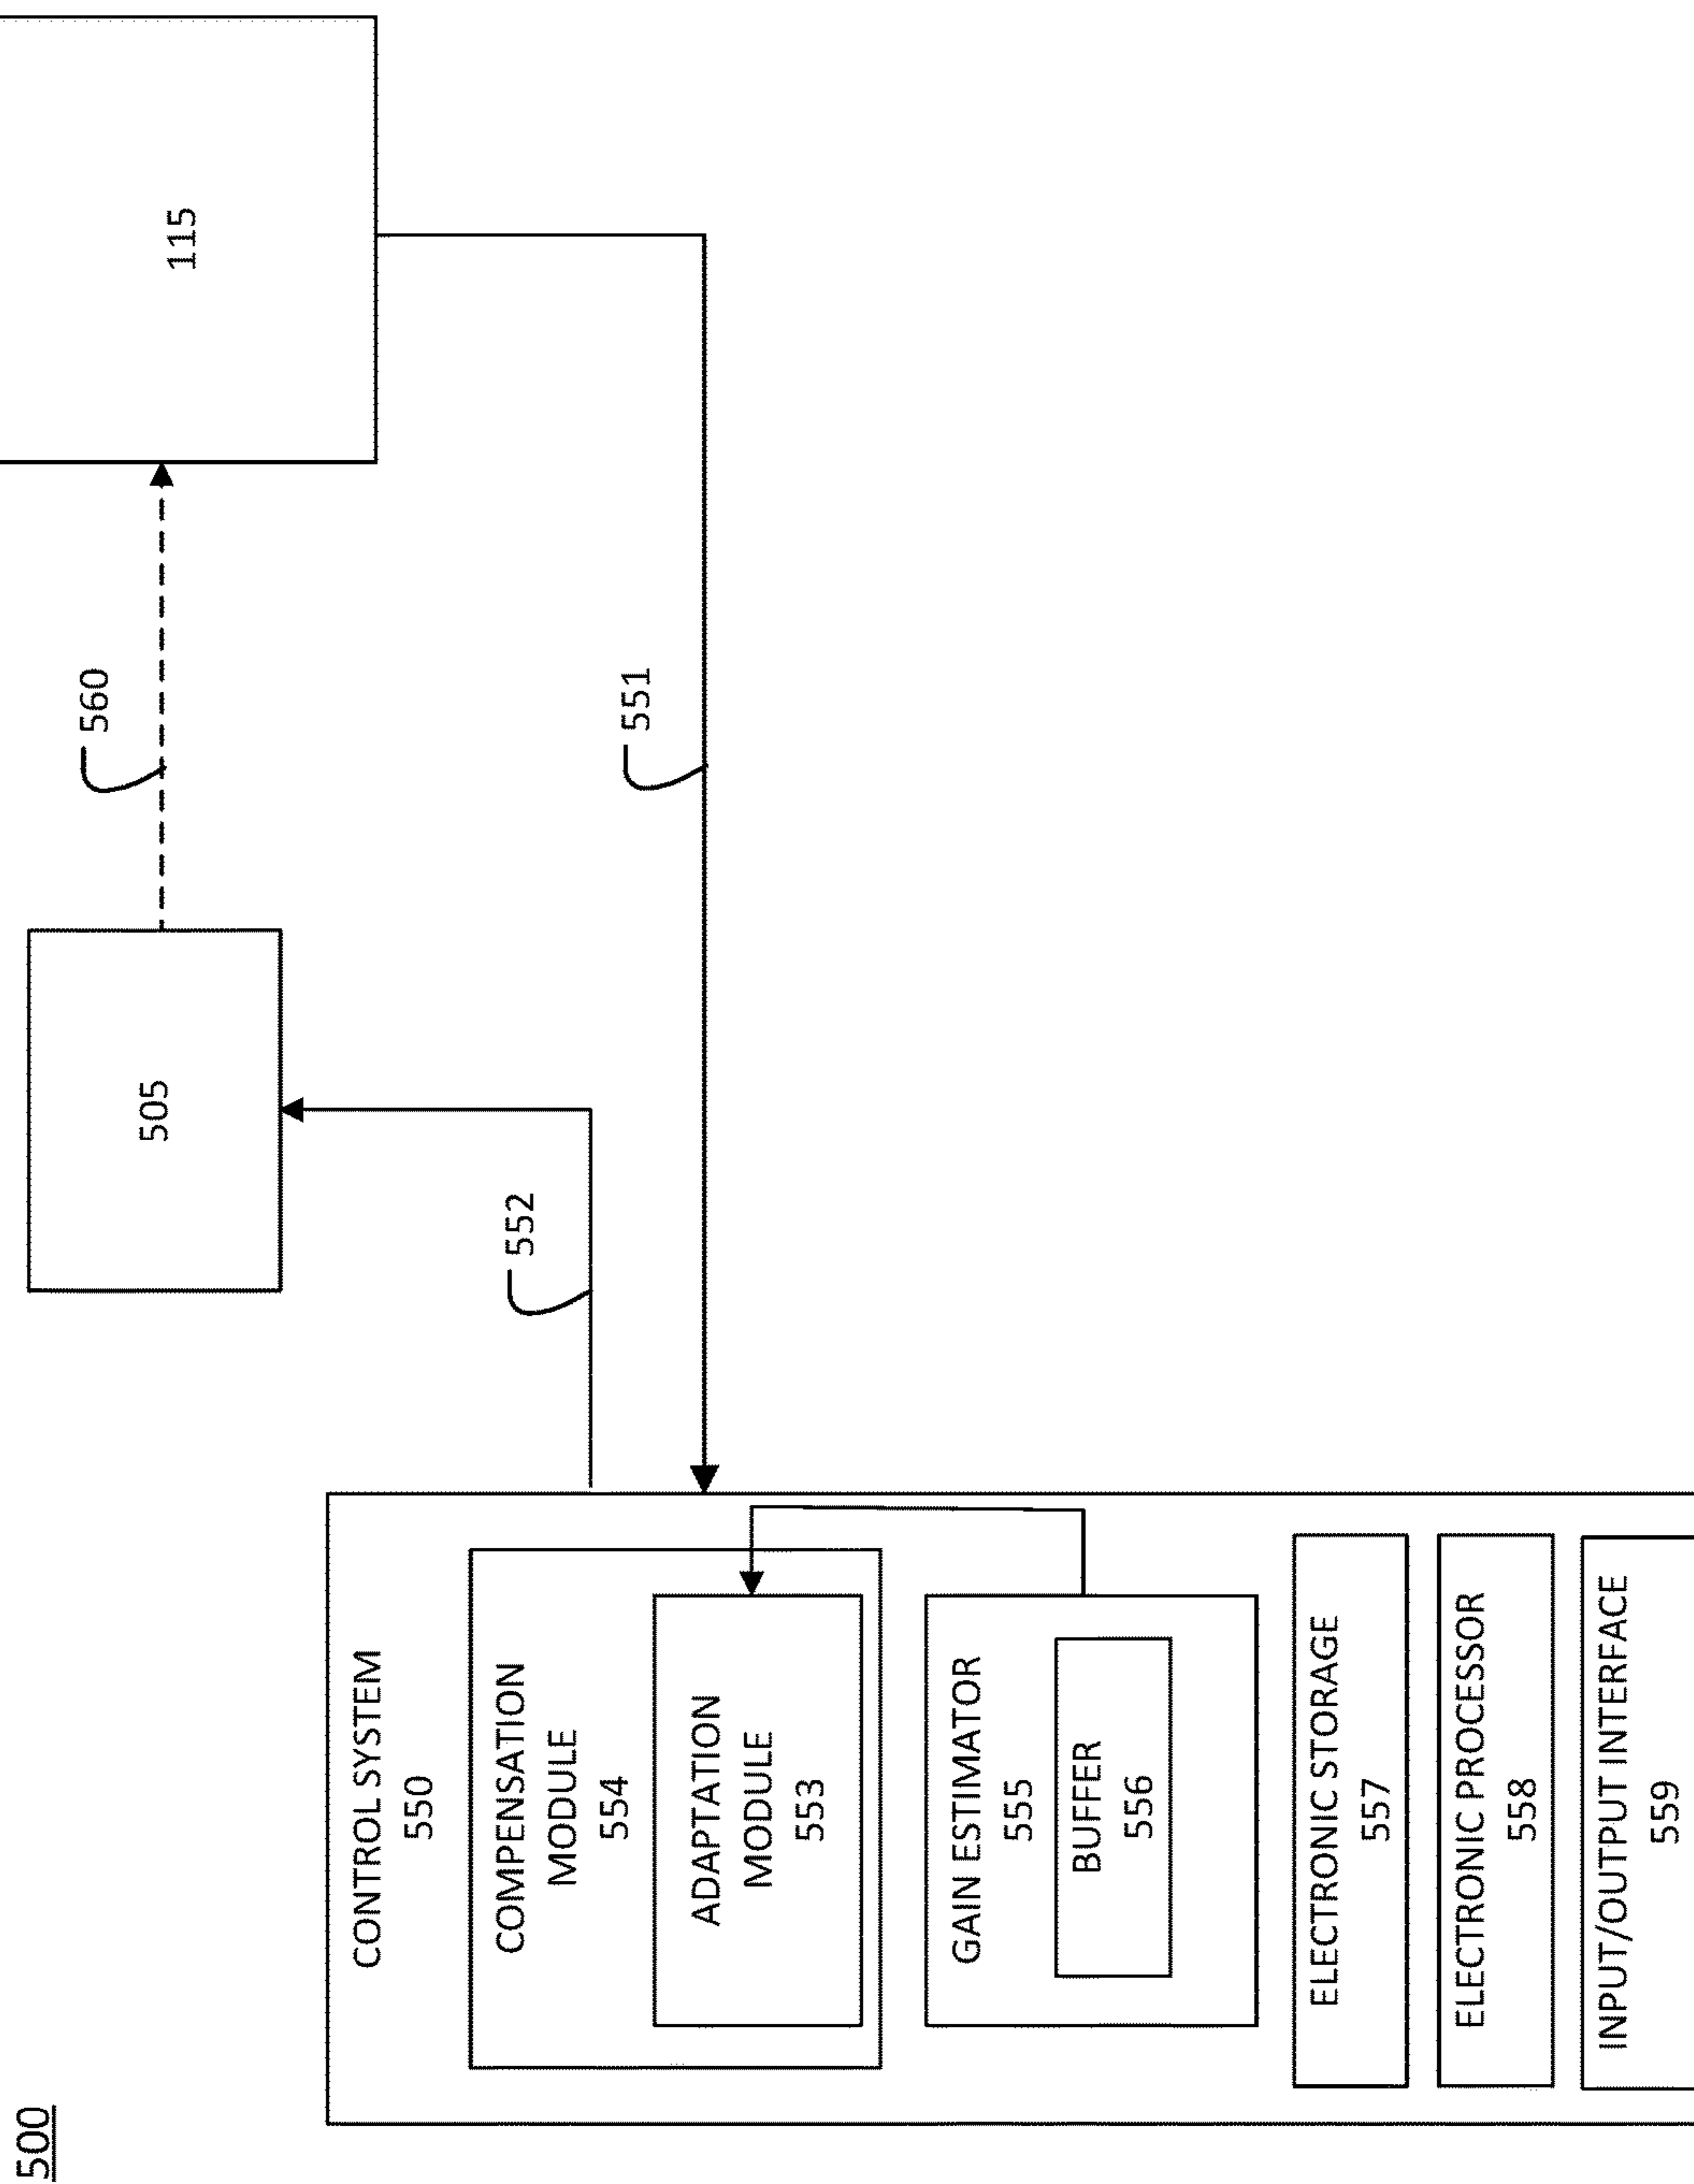 500
505
560
115
552
551
CONTROL SYSTEM
550
COMPENSATION
MODULE
554
ADAPTATION
MODULE
553
GAIN ESTIMATOR
555
BUFFER
556
ELECTRONIC STORAGE
557
ELECTRONIC PROCESSOR
558
INPUT/OUTPUT INTERFACE
559